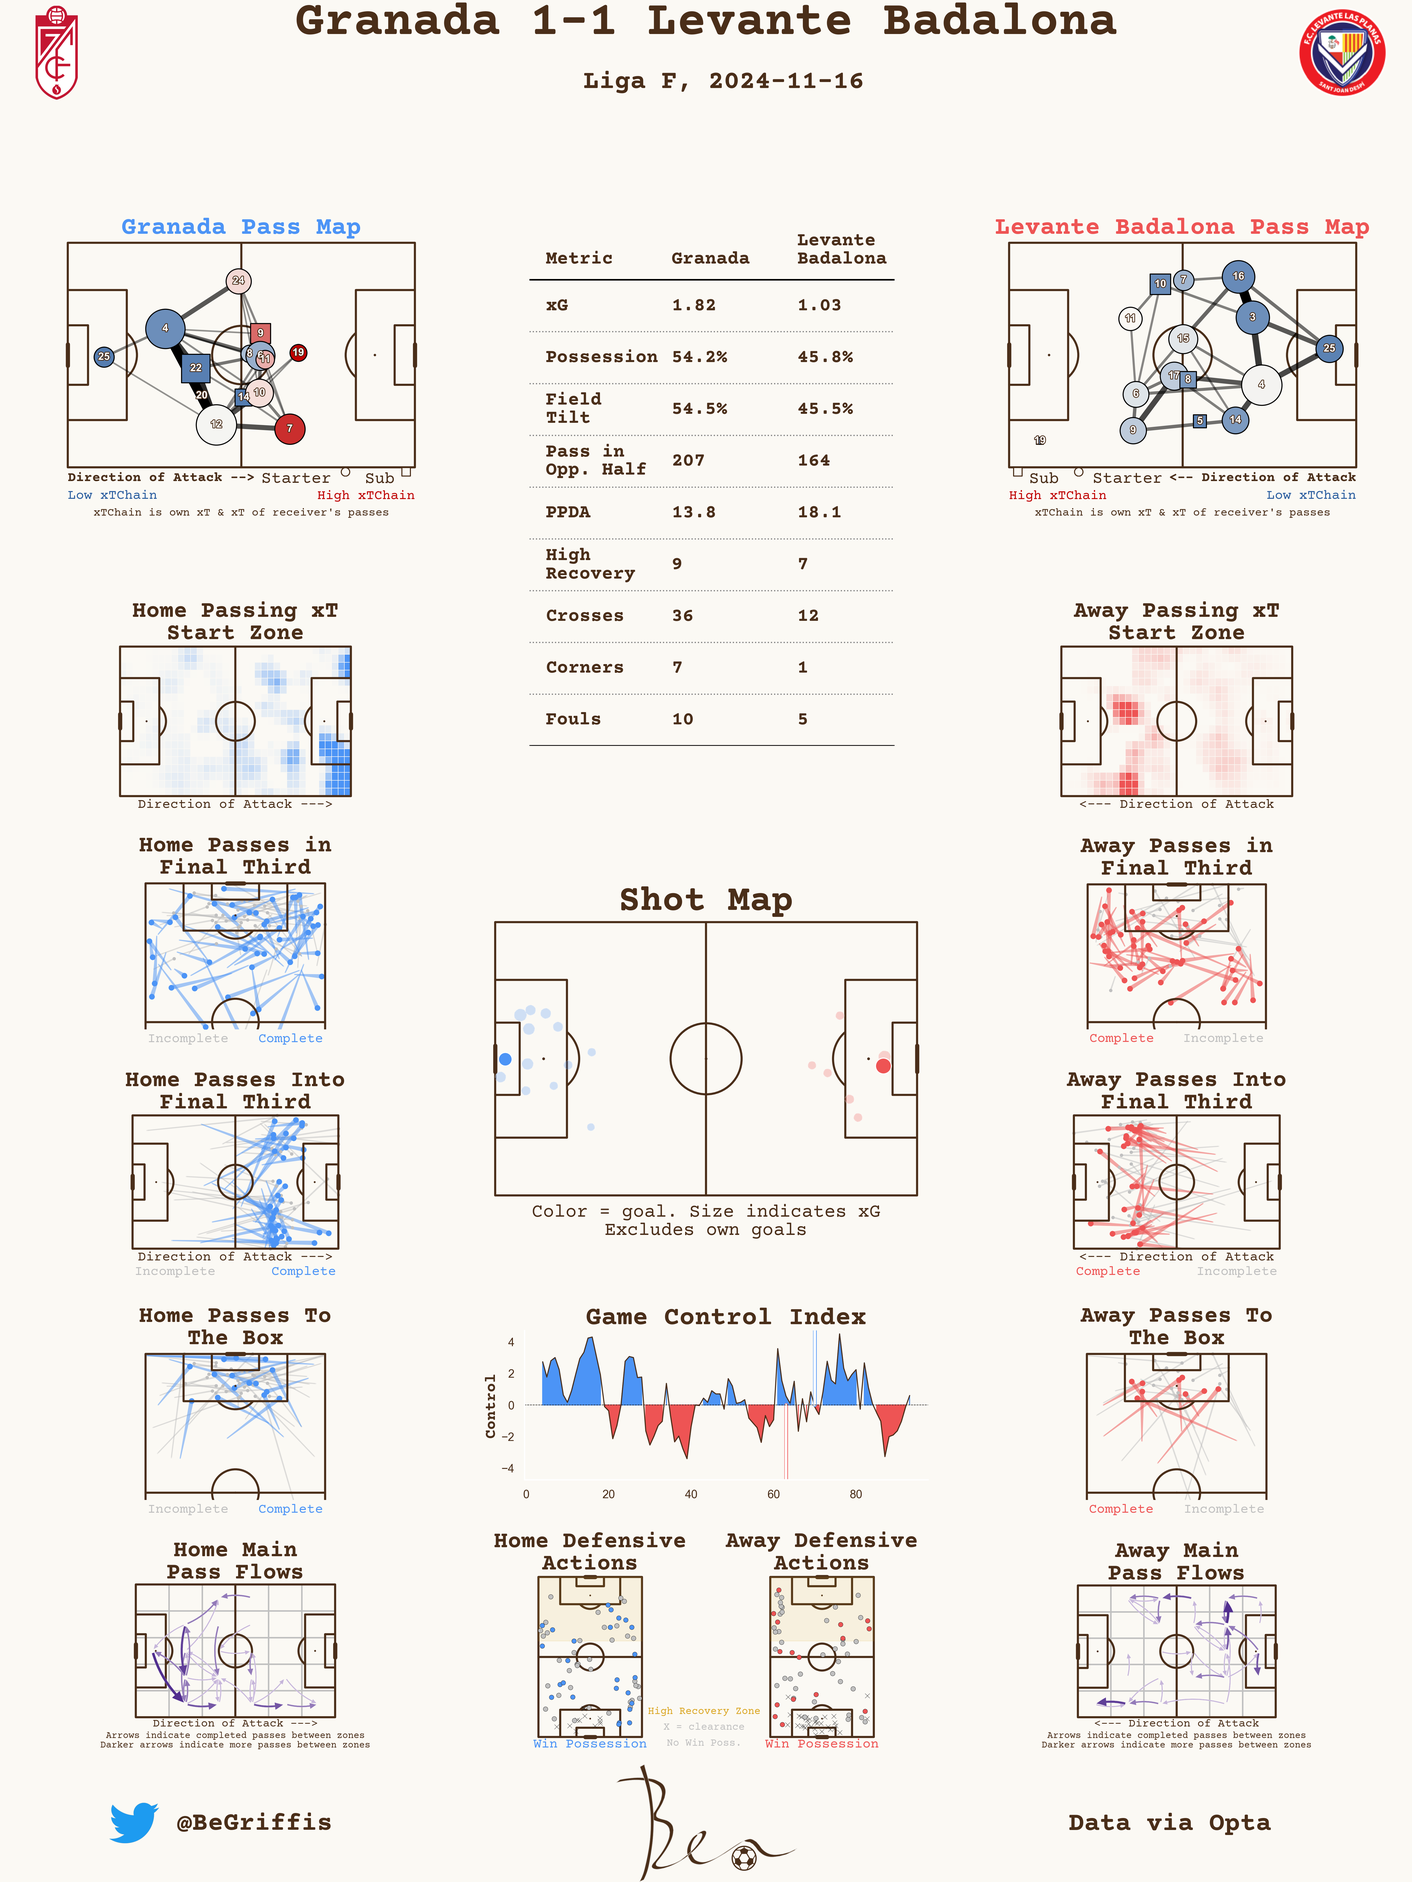 Granada 1-1 Levante Badalona
Liga F, 2024-11-16
F.C. LEVANTE LAS PLANAS
SANT JOAN DESPÍ
Granada Pass Map
24
4
9
25
8
11
19
22
20
14
10
12
7
Direction of Attack --> Starter Sub
Low xTChain High xTChain
xTChain is own xT & xT of receiver's passes
Metric Granada Levante Badalona
xG 1.82 1.03
Possession 54.2% 45.8%
Field Tilt 54.5% 45.5%
Pass in Opp. Half 207 164
PPDA 13.8 18.1
High Recovery 9 7
Crosses 36 12
Corners 7 1
Fouls 10 5
Levante Badalona Pass Map
10
7
16
11
3
15
25
17
8
4
6
9
5
14
19
Sub Starter <-- Direction of Attack
High xTChain Low xTChain
xTChain is own xT & xT of receiver's passes
Home Passing xT
Start Zone
Direction of Attack --->
Away Passing xT
Start Zone
<--- Direction of Attack
Home Passes in
Final Third
Incomplete Complete
Away Passes in
Final Third
Complete Incomplete
Shot Map
Color = goal. Size indicates xG
Excludes own goals
Home Passes Into
Final Third
Direction of Attack --->
Incomplete Complete
Away Passes Into
Final Third
<--- Direction of Attack
Complete Incomplete
Home Passes To
The Box
Incomplete Complete
Game Control Index
Control
4
2
0
−2
−4
0 20 40 60 80
Away Passes To
The Box
Complete Incomplete
Home Main
Pass Flows
Direction of Attack --->
Arrows indicate completed passes between zones
Darker arrows indicate more passes between zones
Home Defensive
Actions
Win Possession
High Recovery Zone
X = clearance
No Win Poss.
Away Defensive
Actions
Win Possession
Away Main
Pass Flows
<--- Direction of Attack
Arrows indicate completed passes between zones
Darker arrows indicate more passes between zones
@BeGriffis
Ben
Data via Opta